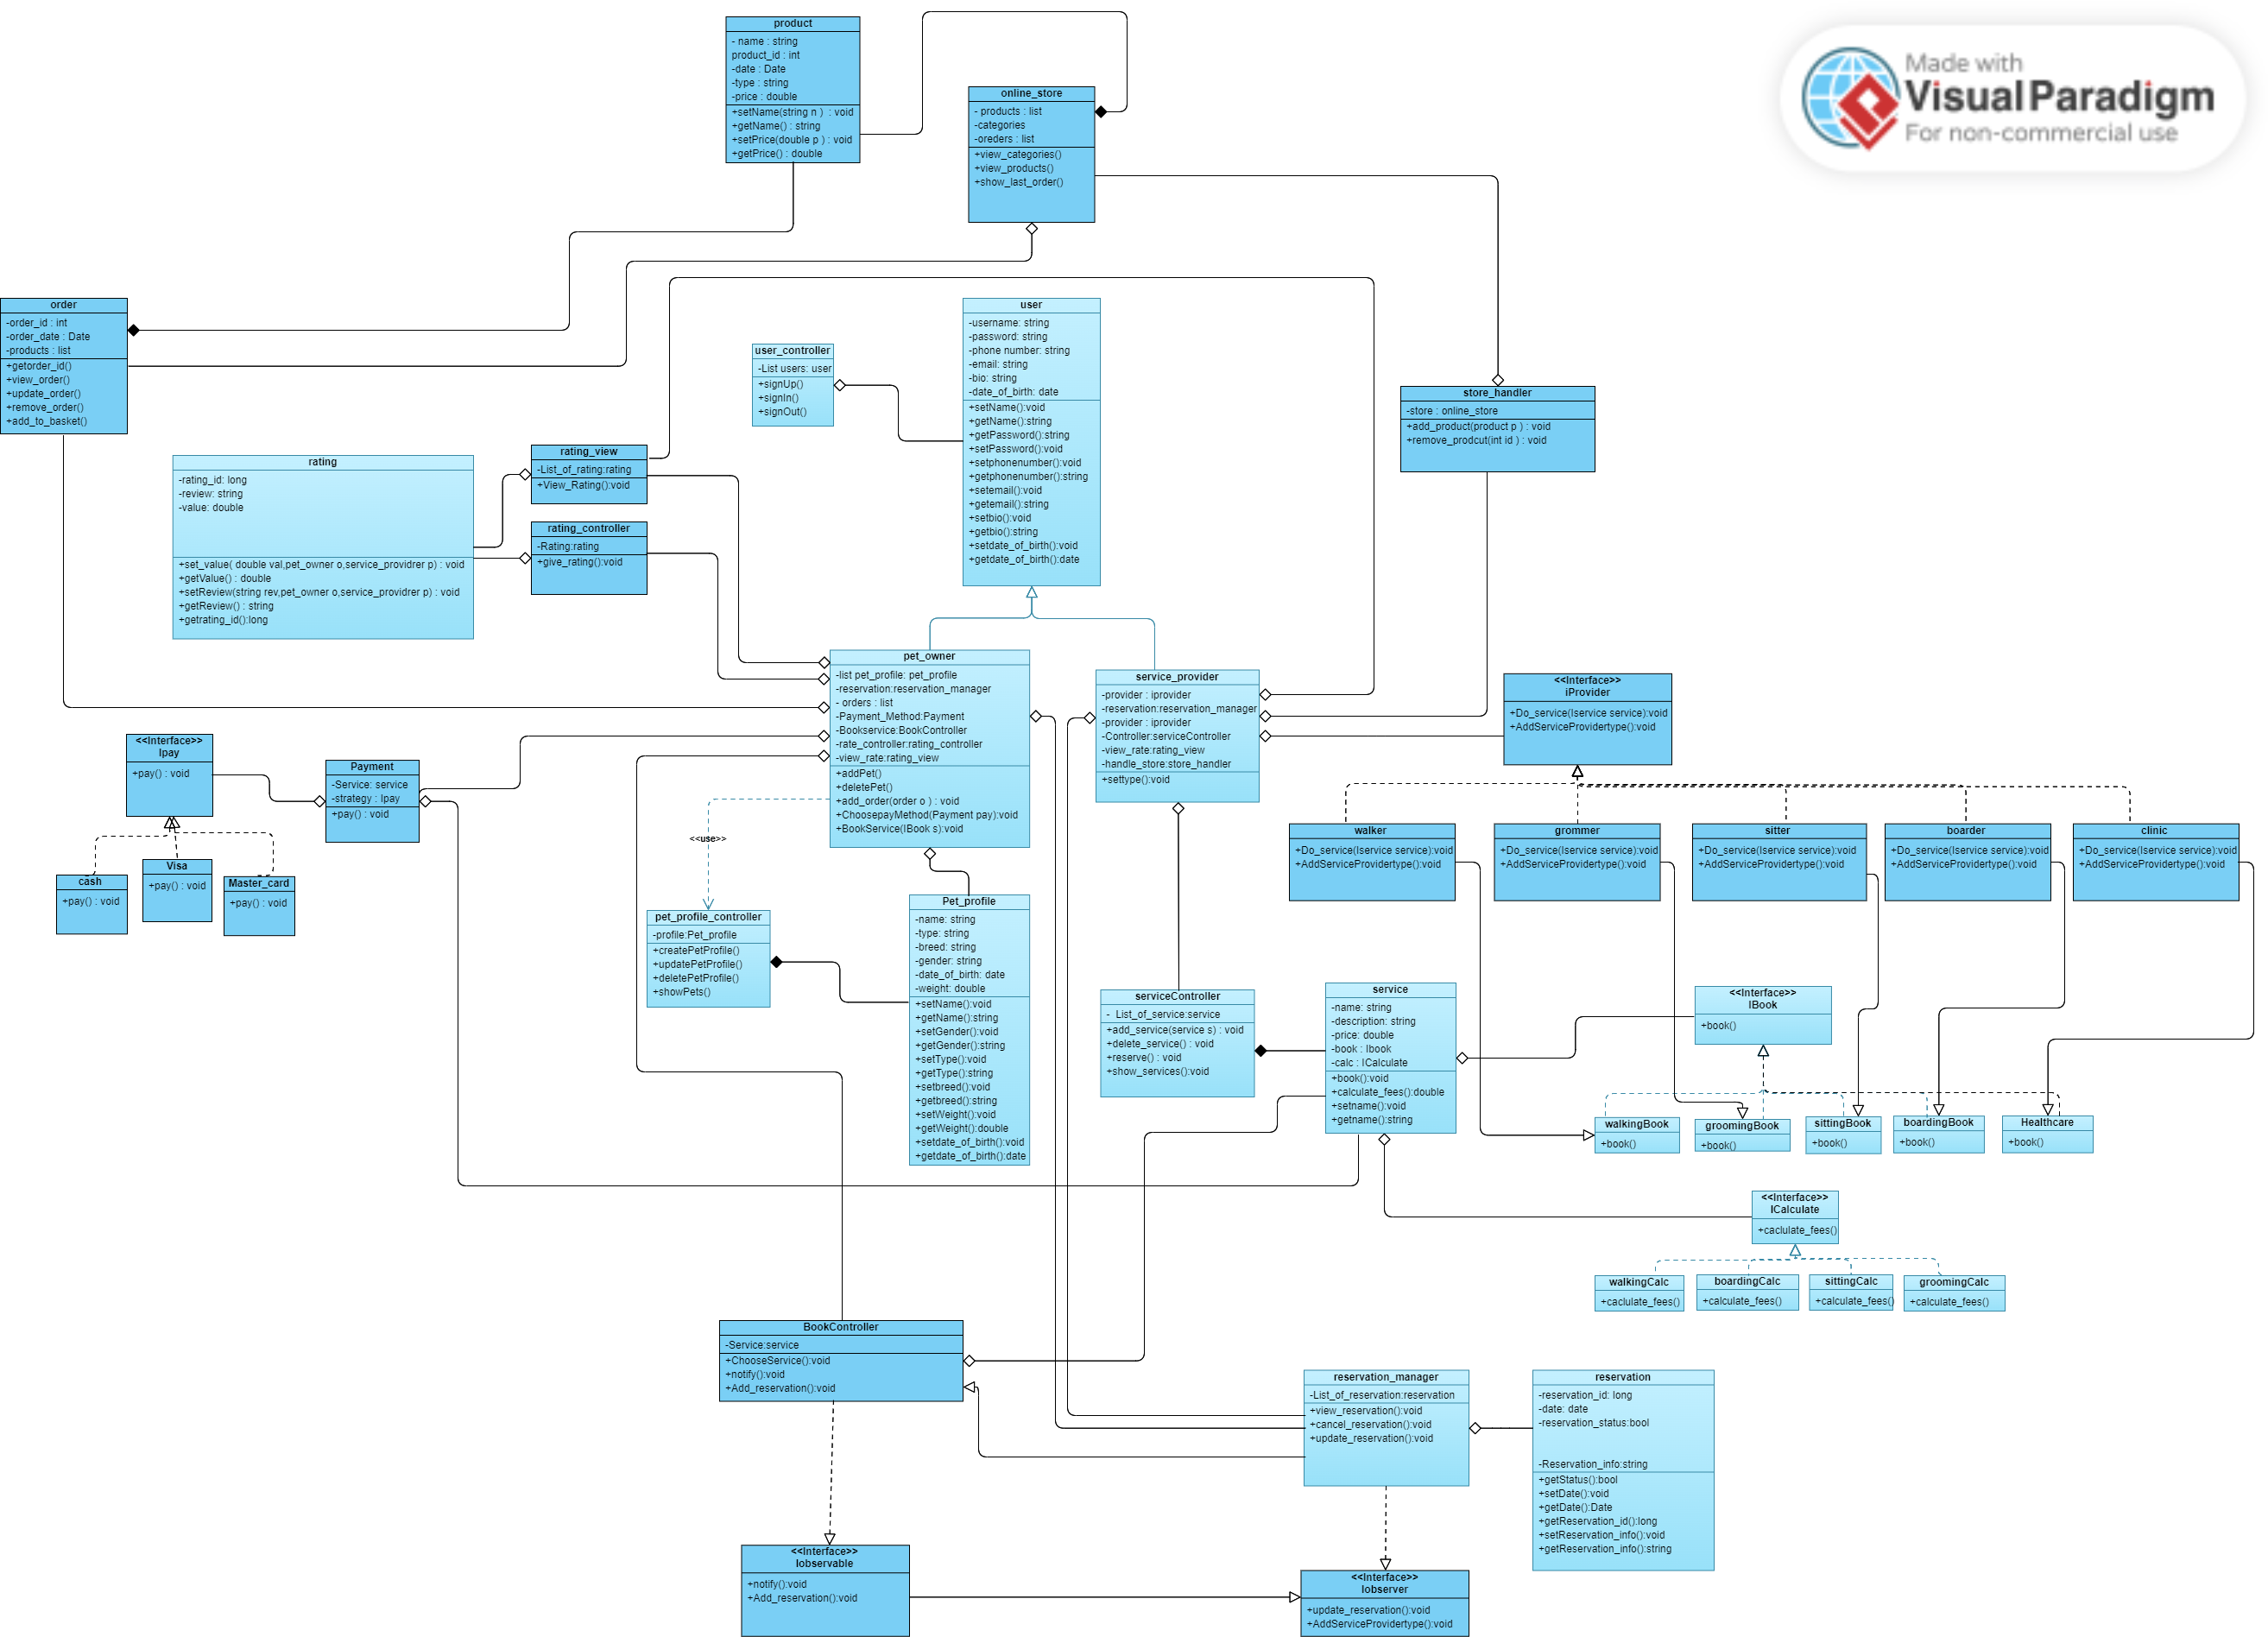 Made with
Visual Paradigm
For non-commercial use
product
- name : string
product_id : int
-date : Date
-type : string
-price : double
+setName(string n ) : void
+getName() : string
+setPrice(double p ) : void
+getPrice() : double
online_store
- products : list
-categories
-oreders : list
+view_categories()
+view_products()
+show_last_order()
order
-order_id : int
-order_date : Date
-products : list
+getorder_id()
+view_order()
+update_order()
+remove_order()
+add_to_basket()
user
-username: string
-password: string
-phone number: string
-email: string
-bio: string
-date_of_birth: date
+setName():void
+getName():string
+getPassword():string
+setPassword():void
+setphonenumber():void
+getphonenumber():string
+setemail():void
+getemail():string
+setbio():void
+getbio():string
+setdate_of_birth():void
+getdate_of_birth():date
user_controller
-List users: user
+signUp()
+signIn()
+signOut()
store_handler
-store : online_store
+add_product(product p ) : void
+remove_prodcut(int id ) : void
rating
-rating_id: long
-review: string
-value: double
+set_value( double val,pet_owner o,service_providrer p) : void
+getValue() : double
+setReview(string rev,pet_owner o,service_providrer p) : void
+getReview() : string
+getrating_id():long
rating_view
-List_of_rating:rating
+View_Rating():void
rating_controller
-Rating:rating
+give_rating():void
pet_owner
-list pet_profile: pet_profile
-reservation:reservation_manager
- orders : list
-Payment_Method:Payment
-Bookservice:BookController
-rate_controller:rating_controller
-view_rate:rating_view
+addPet()
+deletePet()
+add_order(order o ) : void
+ChoosepayMethod(Payment pay):void
+BookService(IBook s):void
service_provider
-provider : iprovider
-reservation:reservation_manager
-provider : iprovider
-Controller:serviceController
-view_rate:rating_view
-handle_store:store_handler
+settype():void
<<Interface>>
iProvider
+Do_service(Iservice service):void
+AddServiceProvidertype():void
<<Interface>>
Ipay
+pay() : void
Payment
-Service: service
-strategy : Ipay
+pay() : void
cash
+pay() : void
Visa
+pay() : void
Master_card
+pay() : void
<<use>>
walker
+Do_service(Iservice service):void
+AddServiceProvidertype():void
grommer
+Do_service(Iservice service):void
+AddServiceProvidertype():void
sitter
+Do_service(Iservice service):void
+AddServiceProvidertype():void
boarder
+Do_service(Iservice service):void
+AddServiceProvidertype():void
clinic
+Do_service(Iservice service):void
+AddServiceProvidertype():void
pet_profile_controller
-profile:Pet_profile
+createPetProfile()
+updatePetProfile()
+deletePetProfile()
+showPets()
Pet_profile
-name: string
-type: string
-breed: string
-gender: string
-date_of_birth: date
-weight: double
+setName():void
+getName():string
+setGender():void
+getGender():string
+setType():void
+getType():string
+setbreed():void
+getbreed():string
+setWeight():void
+getWeight():double
+setdate_of_birth():void
+getdate_of_birth():date
serviceController
- List_of_service:service
+add_service(service s) : void
+delete_service() : void
+reserve() : void
+show_services():void
service
-name: string
-description: string
-price: double
-book : Ibook
-calc : ICalculate
+book():void
+calculate_fees():double
+setname():void
+getname():string
<<Interface>>
IBook
+book()
walkingBook
+book()
groomingBook
+book()
sittingBook
+book()
boardingBook
+book()
Healthcare
+book()
<<Interface>>
ICalculate
+caclulate_fees()
walkingCalc
+caclulate_fees()
boardingCalc
+calculate_fees()
sittingCalc
+calculate_fees()
groomingCalc
+calculate_fees()
BookController
-Service:service
+ChooseService():void
+notify():void
+Add_reservation():void
reservation_manager
-List_of_reservation:reservation
+view_reservation():void
+cancel_reservation():void
+update_reservation():void
reservation
-reservation_id: long
-date: date
-reservation_status:bool
-Reservation_info:string
+getStatus():bool
+setDate():void
+getDate():Date
+getReservation_id():long
+setReservation_info():void
+getReservation_info():string
<<Interface>>
Iobservable
+notify():void
+Add_reservation():void
<<Interface>>
Iobserver
+update_reservation():void
+AddServiceProvidertype():void